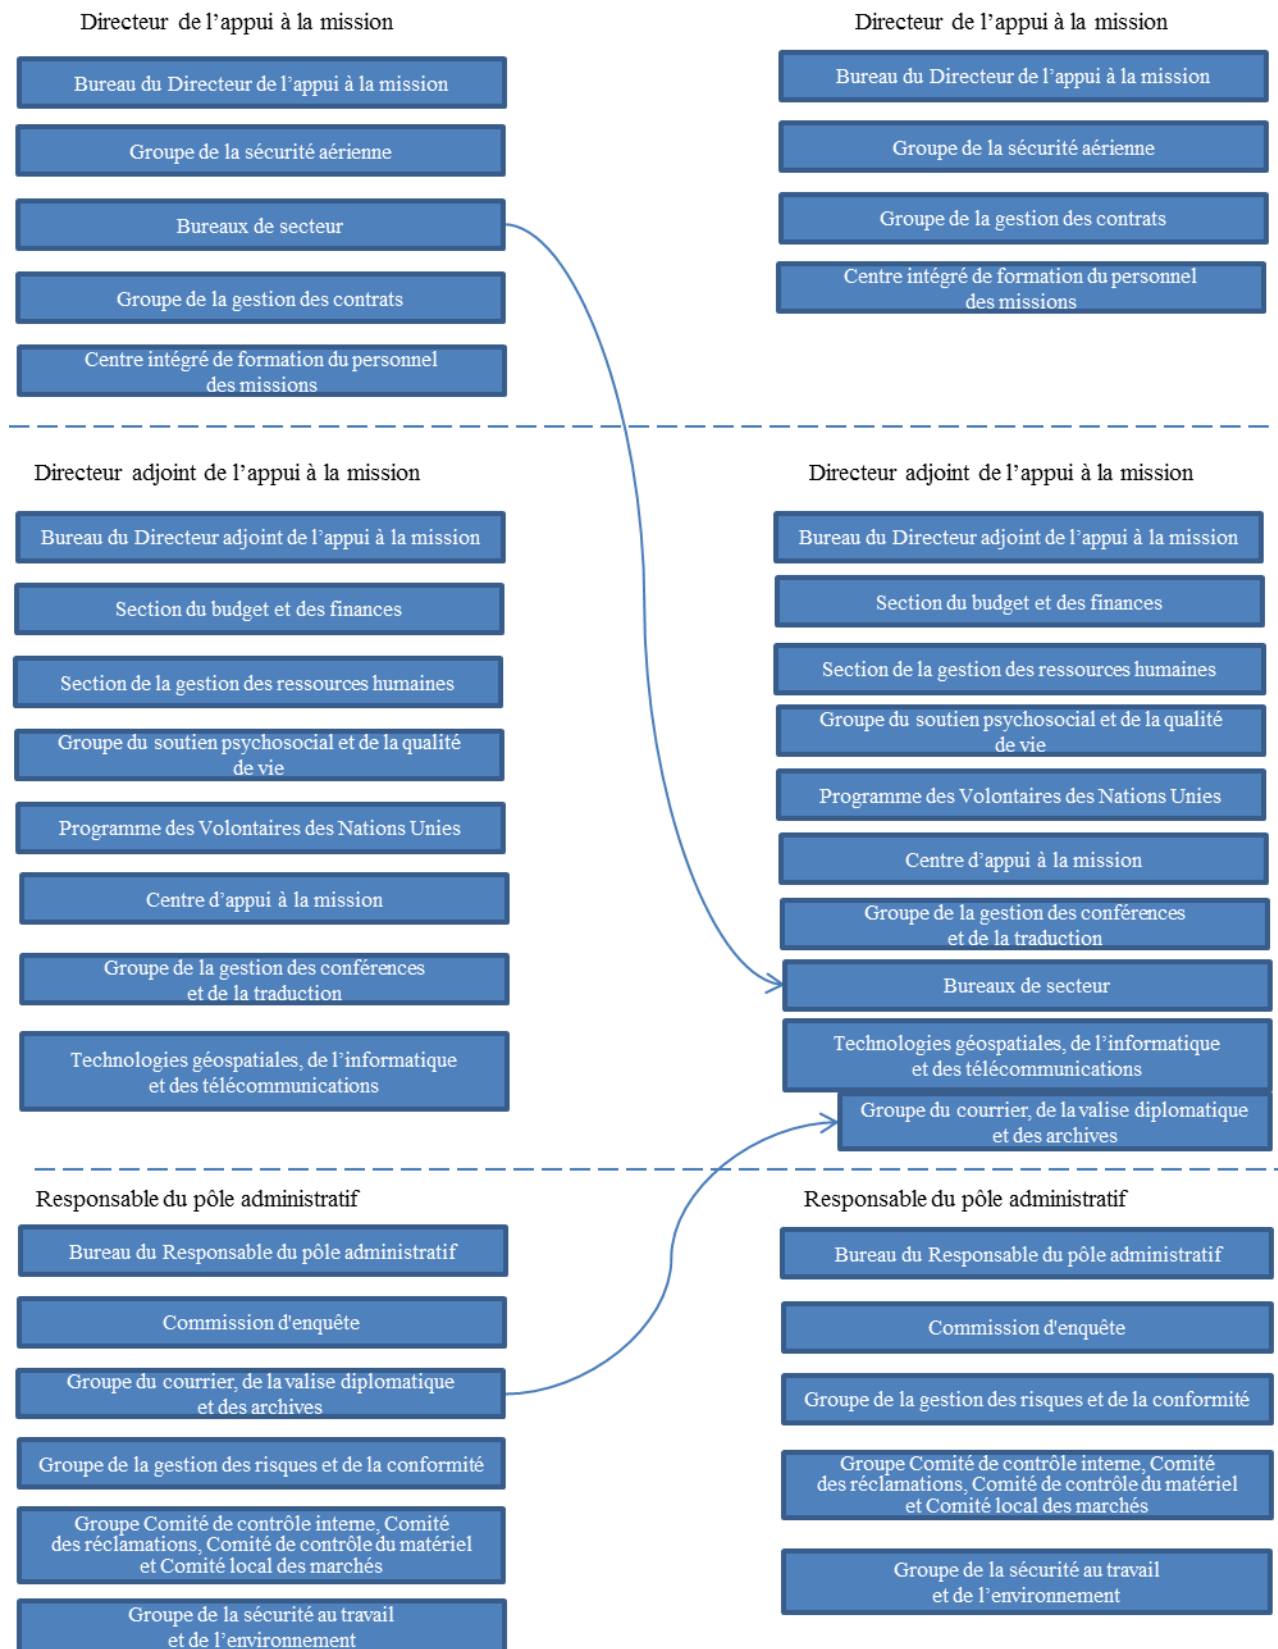 Directeur de l’appui à la mission
Bureau du Directeur de l’appui à la mission
Groupe de la sécurité aérienne
Bureaux de secteur
Groupe de la gestion des contrats
Centre intégré de formation du personnel
des missions
Directeur de l’appui à la mission
Bureau du Directeur de l’appui à la mission
Groupe de la sécurité aérienne
Groupe de la gestion des contrats
Centre intégré de formation du personnel
des missions
Directeur adjoint de l’appui à la mission
Bureau du Directeur adjoint de l’appui à la mission
Section du budget et des finances
Section de la gestion des ressources humaines
Groupe du soutien psychosocial et de la qualité
de vie
Programme des Volontaires des Nations Unies
Centre d’appui à la mission
Groupe de la gestion des conférences
et de la traduction
Technologies géospatiales, de l’informatique
et des télécommunications
Directeur adjoint de l’appui à la mission
Bureau du Directeur adjoint de l’appui à la mission
Section du budget et des finances
Section de la gestion des ressources humaines
Groupe du soutien psychosocial et de la qualité
de vie
Programme des Volontaires des Nations Unies
Centre d’appui à la mission
Groupe de la gestion des conférences
et de la traduction
Bureaux de secteur
Technologies géospatiales, de l’informatique
et des télécommunications
Groupe du courrier, de la valise diplomatique
et des archives
Responsable du pôle administratif
Bureau du Responsable du pôle administratif
Commission d'enquête
Groupe du courrier, de la valise diplomatique
et des archives
Groupe de la gestion des risques et de la conformité
Groupe Comité de contrôle interne, Comité
des réclamations, Comité de contrôle du matériel
et Comité local des marchés
Groupe de la sécurité au travail
et de l’environnement
Responsable du pôle administratif
Bureau du Responsable du pôle administratif
Commission d'enquête
Groupe de la gestion des risques et de la conformité
Groupe Comité de contrôle interne, Comité
des réclamations, Comité de contrôle du matériel
et Comité local des marchés
Groupe de la sécurité au travail
et de l’environnement